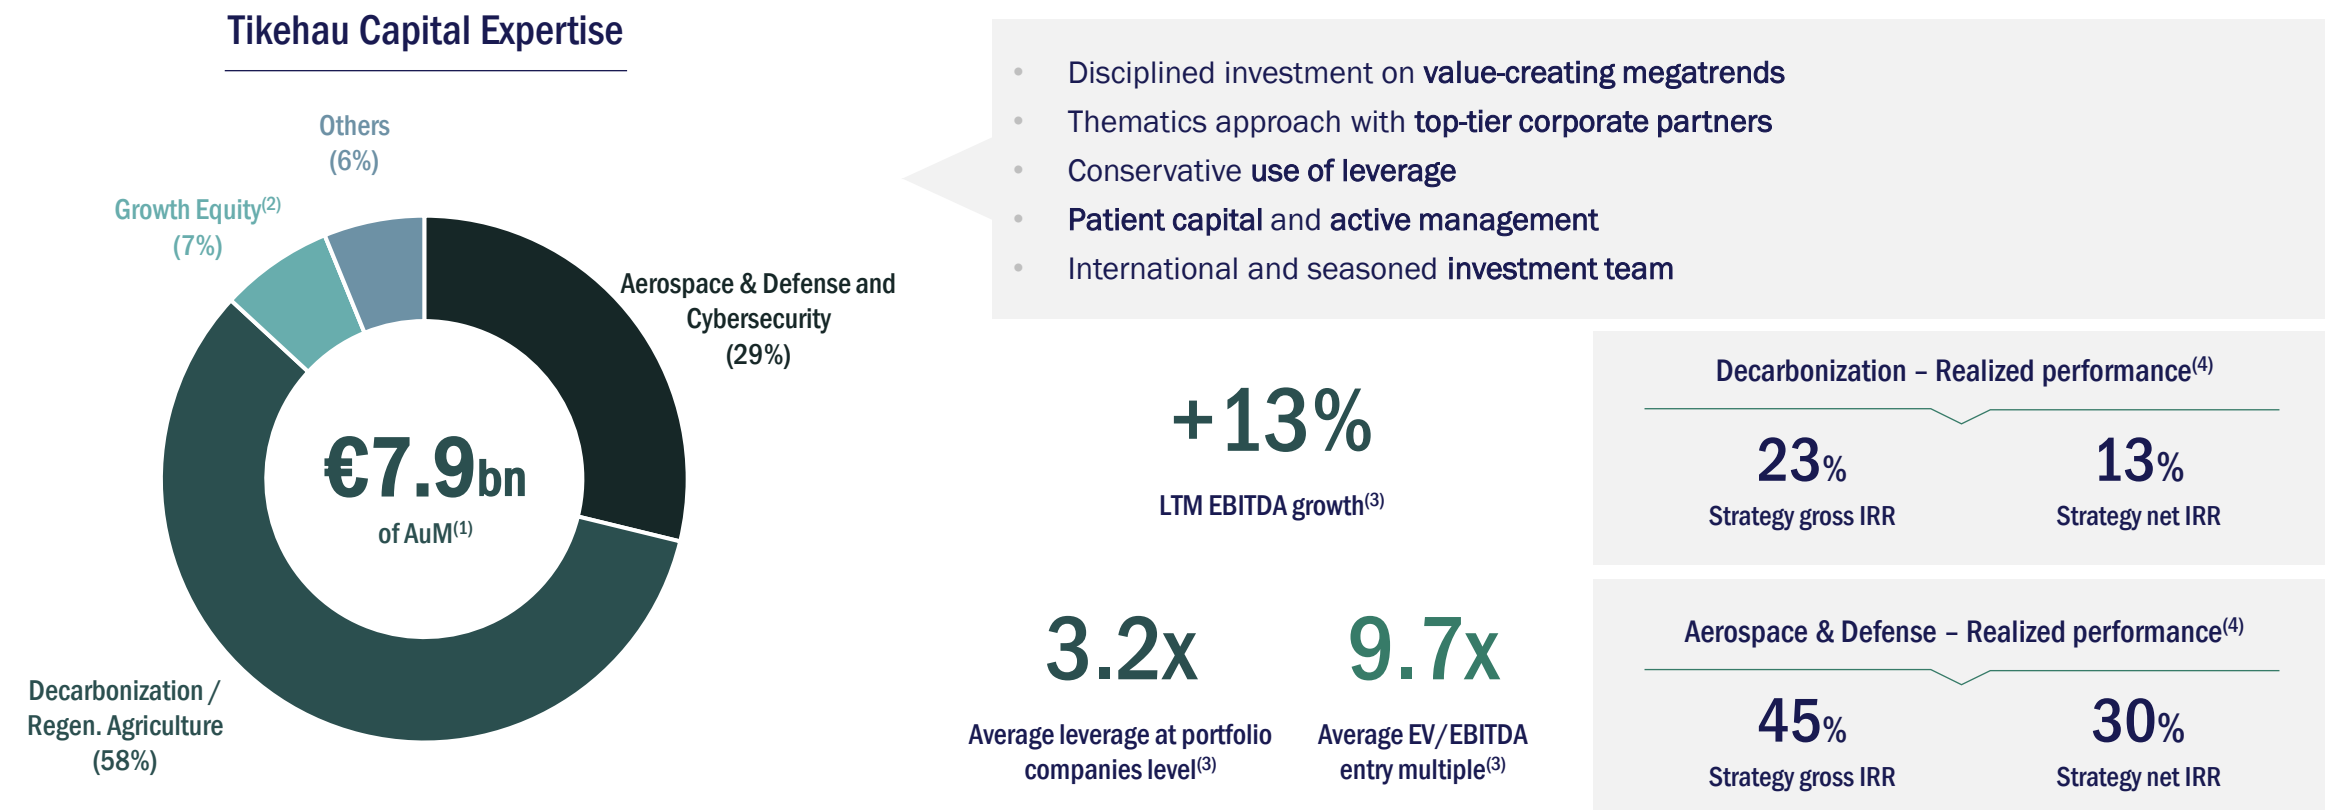 Tikehau Capital Expertise
Others
(6%)
Growth Equity(2)
(7%)
Aerospace & Defense and
Cybersecurity
(29%)
€7.9bn
of AuM(1)
Decarbonization /
Regen. Agriculture
(58%)
• Disciplined investment on value-creating megatrends
• Thematics approach with top-tier corporate partners
• Conservative use of leverage
• Patient capital and active management
• International and seasoned investment team
+13%
LTM EBITDA growth(3)
3.2x
Average leverage at portfolio
companies level(3)
9.7x
Average EV/EBITDA
entry multiple(3)
Decarbonization – Realized performance(4)
23%
Strategy gross IRR
13%
Strategy net IRR
Aerospace & Defense – Realized performance(4)
45%
Strategy gross IRR
30%
Strategy net IRR